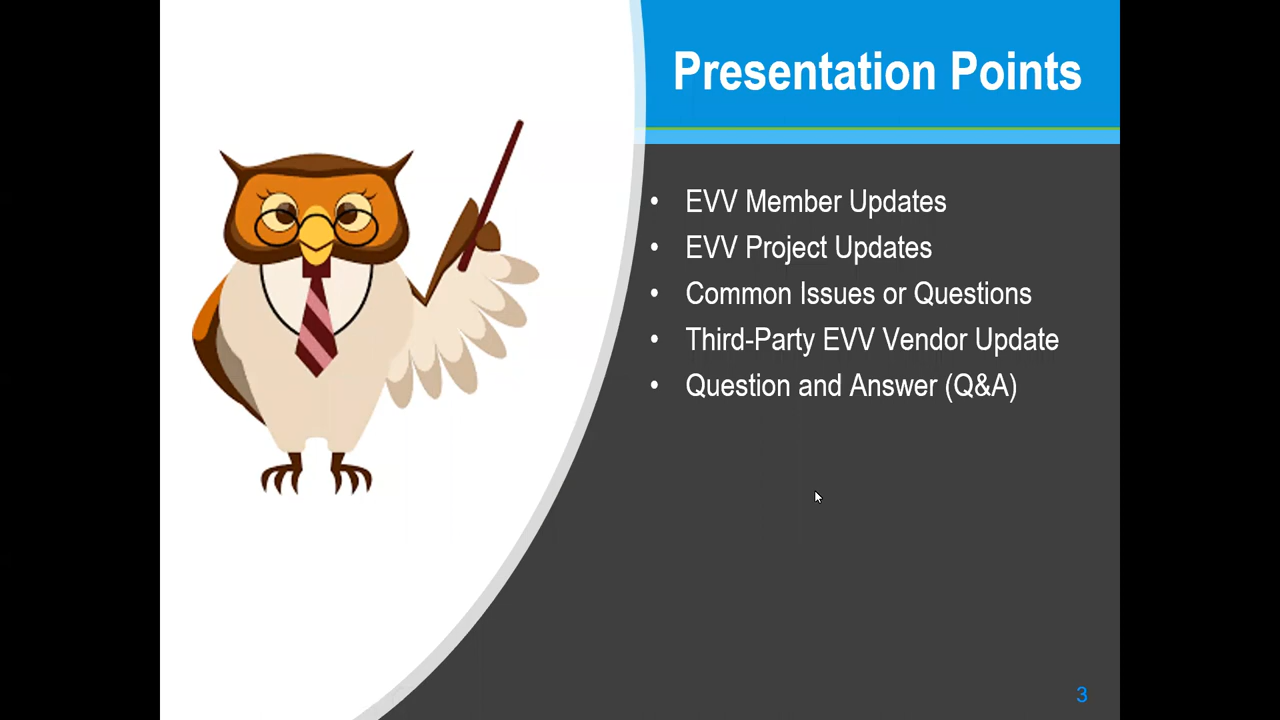 Presentation Points
• EVV Member Updates
• EVV Project Updates
• Common Issues or Questions
• Third-Party EVV Vendor Update
• Question and Answer (Q&A)
3